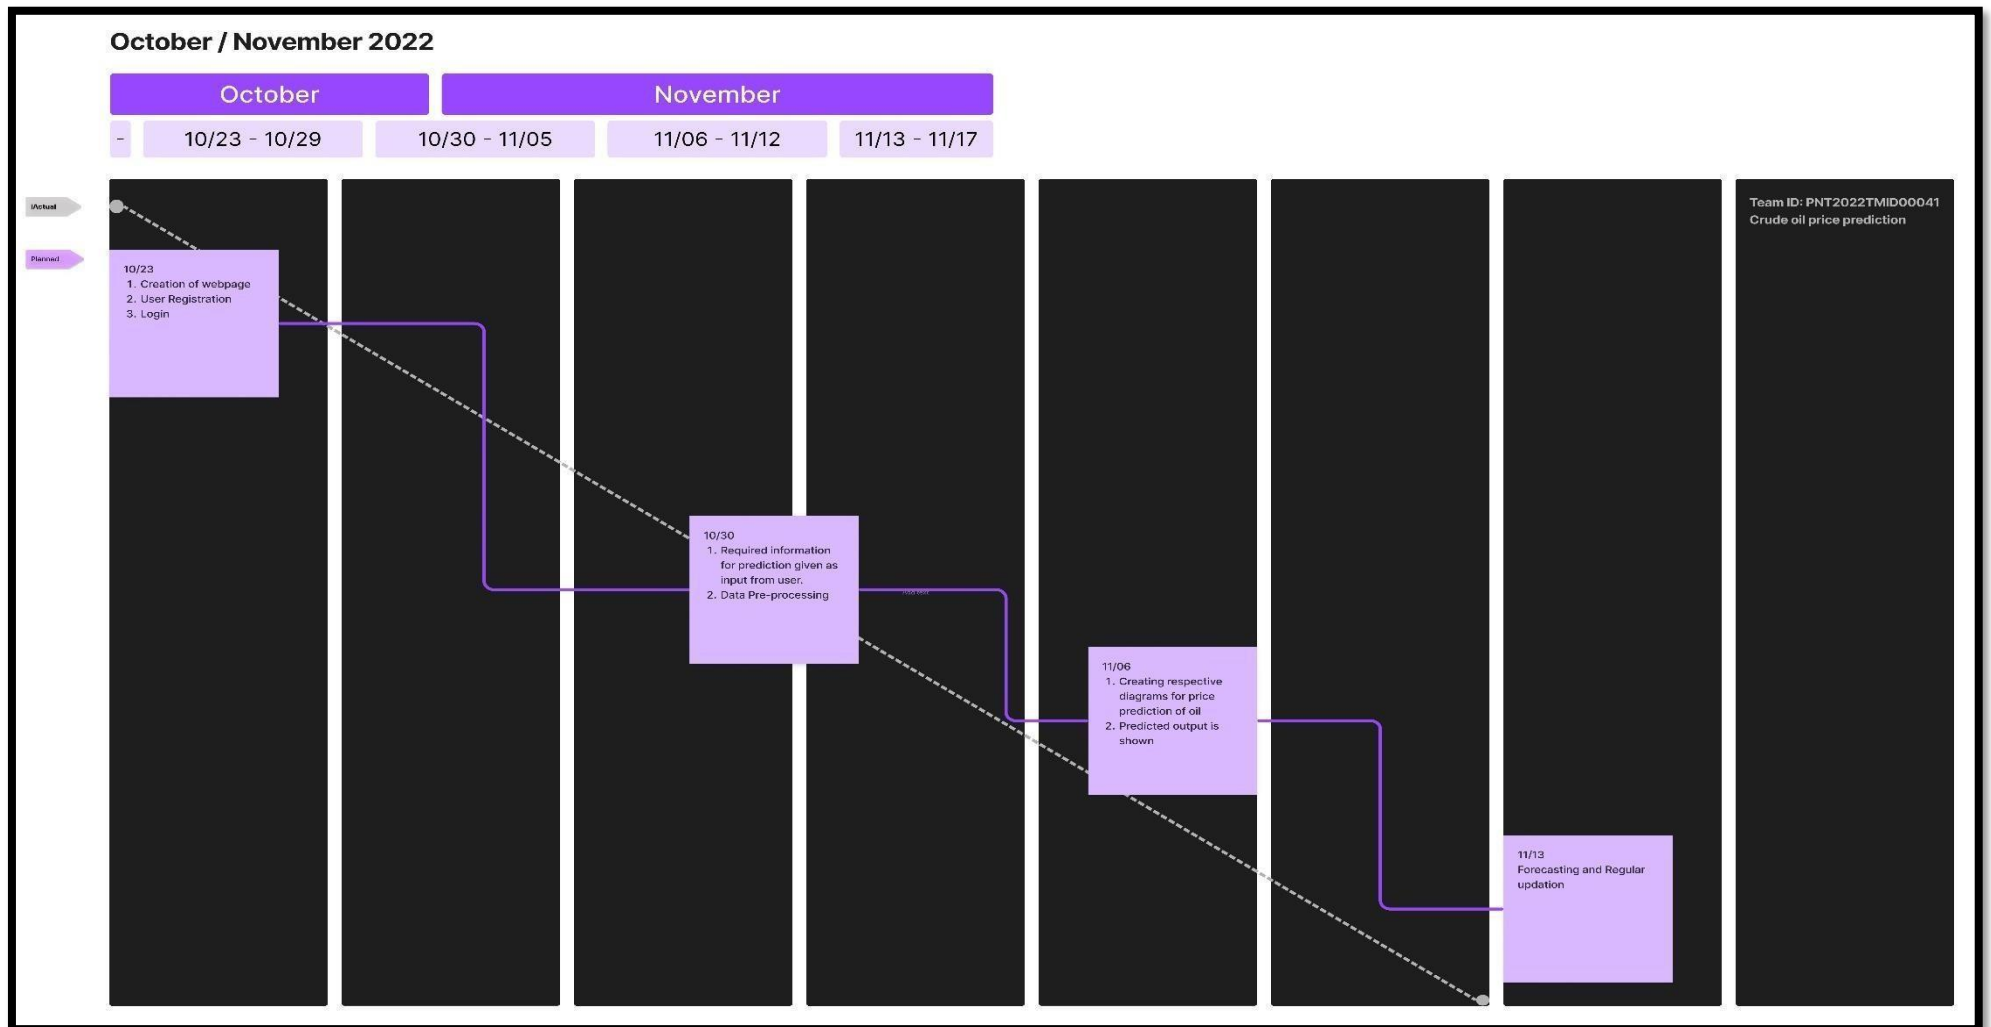 October / November 2022
October
November
-
10/23 - 10/29
10/30 - 11/05
11/06 - 11/12
11/13 - 11/17
iActual
Planned
Team ID: PNT2022TMID00041
Crude oil price prediction
10/23
1. Creation of webpage
2. User Registration
3. Login
10/30
1. Required information
for prediction given as
input from user.
2. Data Pre-processing
Add text
11/06
1. Creating respective
diagrams for price
prediction of oil
2. Predicted output is
shown
11/13
Forecasting and Regular
updation